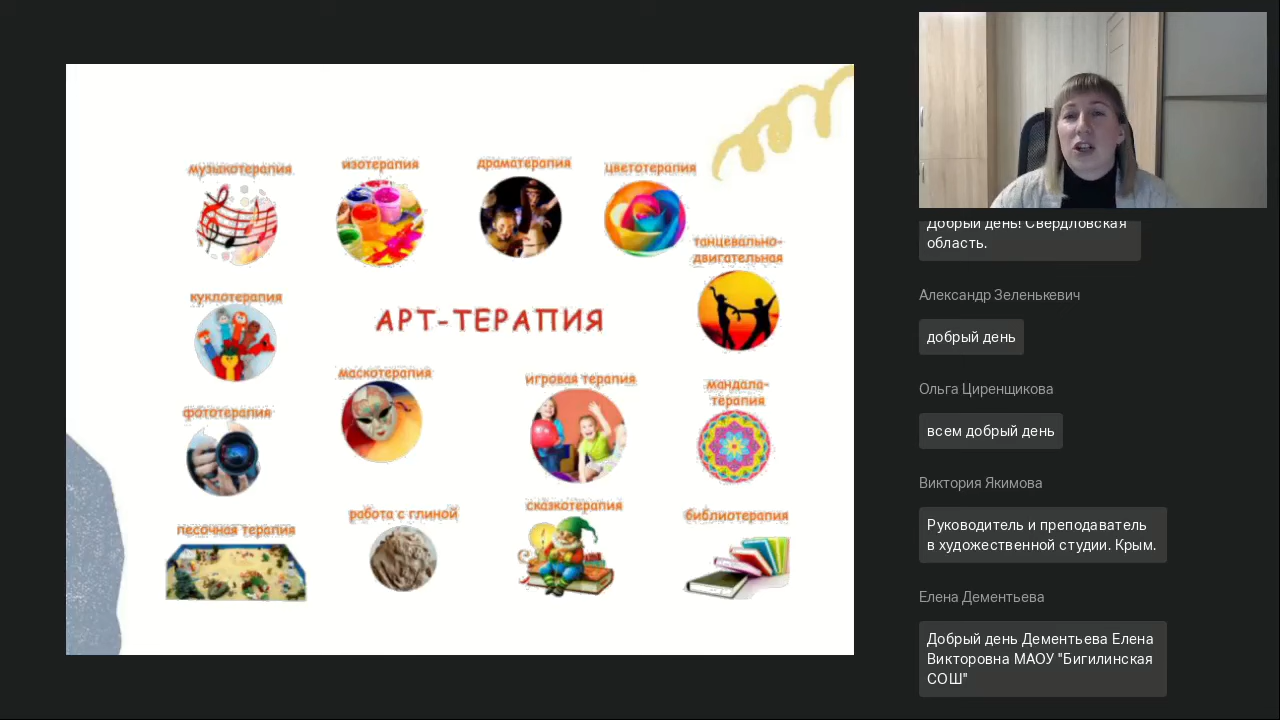 музыкотерапия
изотерапия
драматерапия
цветотерапия
танцевально-
двигательная
куклотерапия
АРТ-ТЕРАПИЯ
маскотерапия
игровая терапия
мандала-
терапия
фототерапия
песочная терапия
работа с глиной
сказкотерапия
библиотерапия
Добрый день! Свердловская
область.
Александр Зеленькевич
добрый день
Ольга Циренщикова
всем добрый день
Виктория Якимова
Руководитель и преподаватель
в художественной студии. Крым.
Елена Дементьева
Добрый день Дементьева Елена
Викторовна МАОУ "Бигилинская
СОШ"